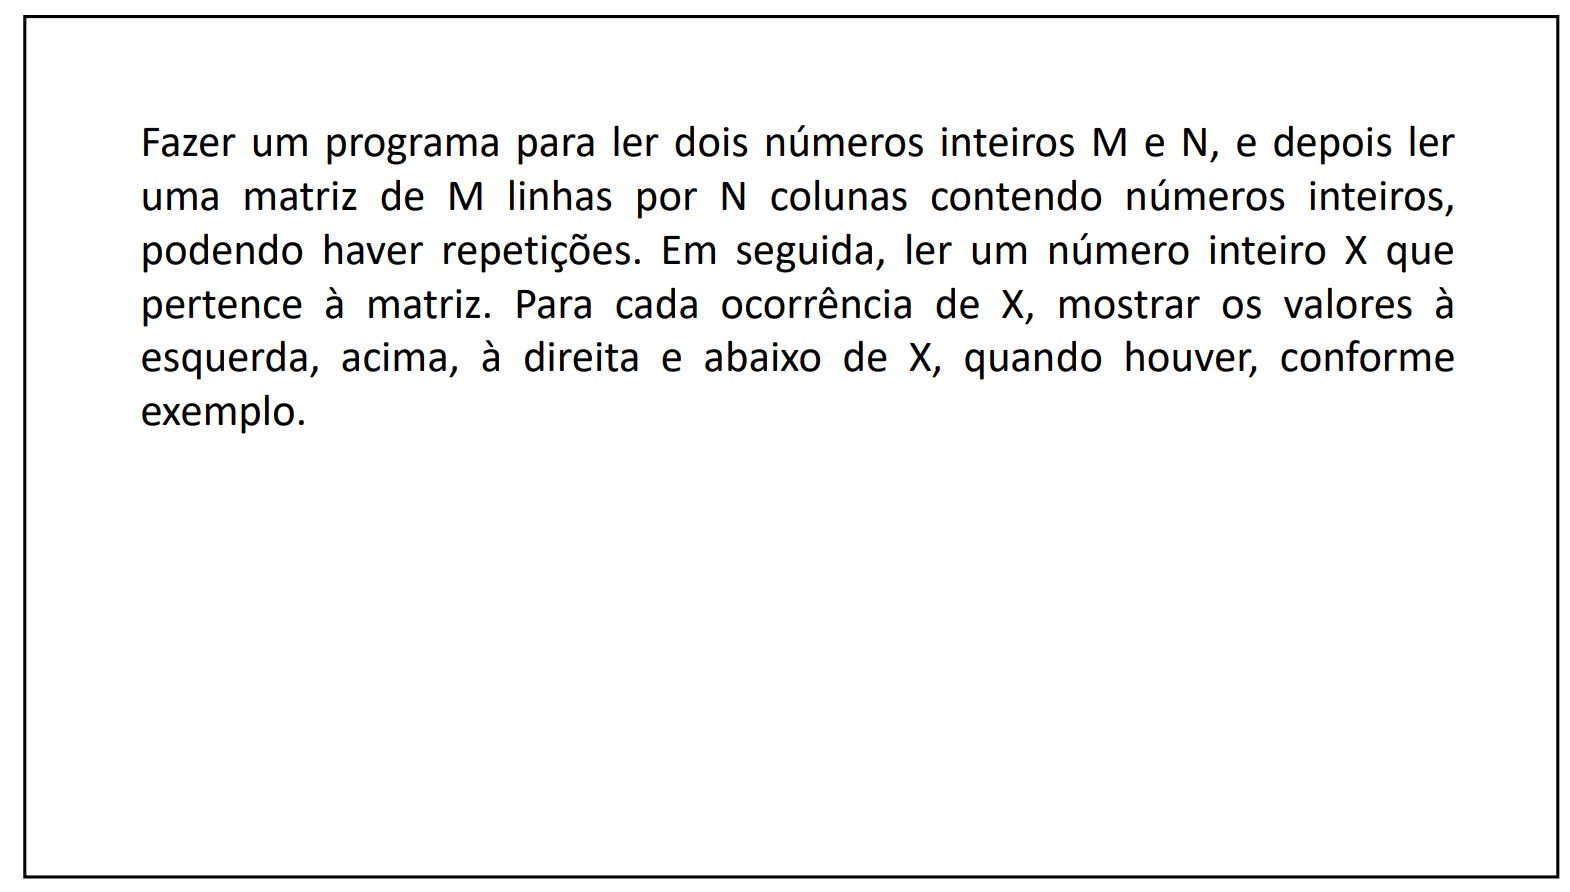 Fazer um programa para ler dois números inteiros M e N, e depois ler
uma matriz de M linhas por N colunas contendo números inteiros,
podendo haver repetições. Em seguida, ler um número inteiro X que
pertence à matriz. Para cada ocorrência de X, mostrar os valores à
esquerda, acima, à direita e abaixo de X, quando houver, conforme
exemplo.